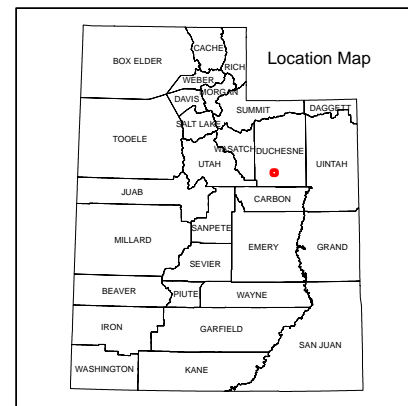 Location Map
CACHE
BOX ELDER
RICH
WEBER
MORGAN
DAVIS
SUMMIT
DAGGETT
SALT LAKE
TOOELE
WASATCH
DUCHESNE
UTAH
UINTAH
JUAB
CARBON
SANPETE
MILLARD
EMERY
GRAND
SEVIER
BEAVER
PIUTE
WAYNE
IRON
GARFIELD
SAN JUAN
WASHINGTON
KANE